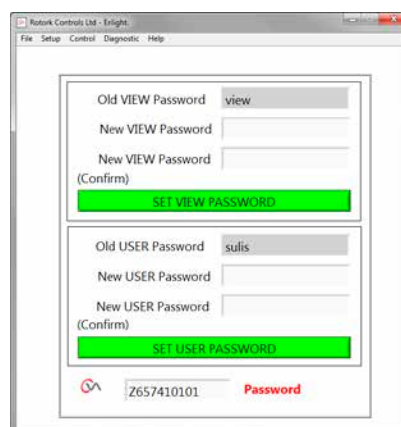 Rotork Controls Ltd - Enlight.
File Setup Control Diagnostic Help
Old VIEW Password view
New VIEW Password
New VIEW Password
(Confirm)
SET VIEW PASSWORD
Old USER Password sulis
New USER Password
New USER Password
(Confirm)
SET USER PASSWORD
Z657410101 Password